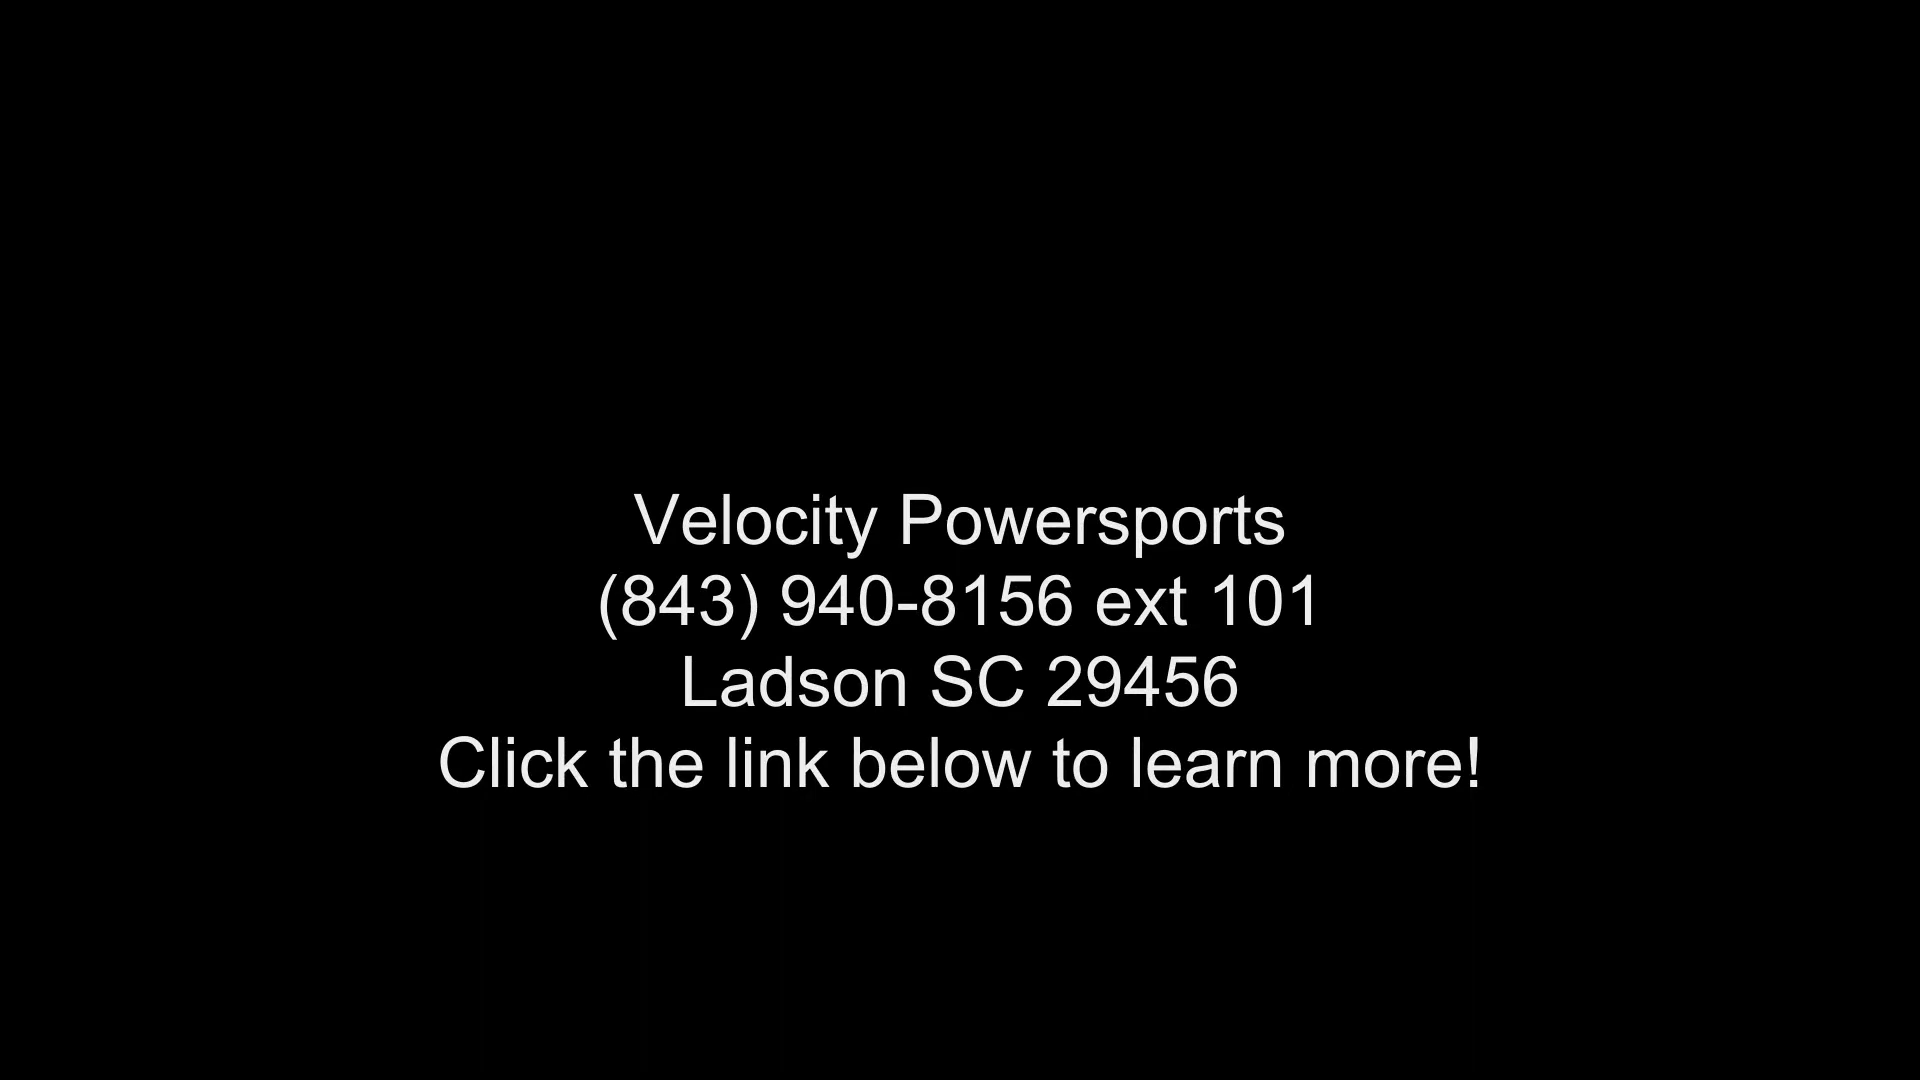 Velocity Powersports
(843) 940-8156 ext 101
Ladson SC 29456
Click the link below to learn more!